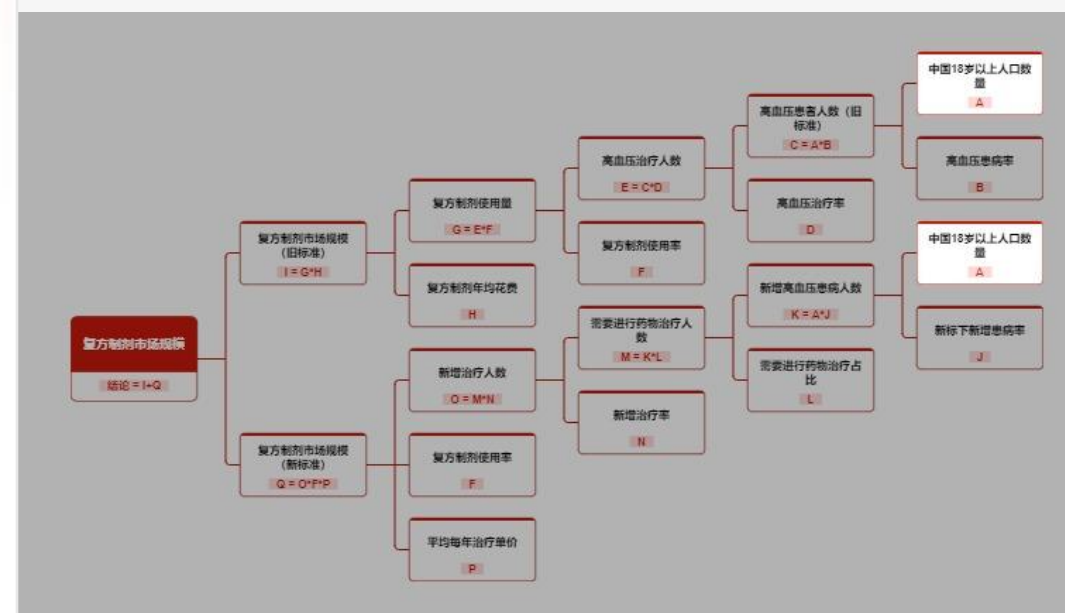 中国18岁以上人口数
量
A
高血压患者人数（旧
标准）
C = A*B
高血压治疗人数
E = C*D
高血压患病率
B
复方制剂使用量
G = E*F
高血压治疗率
D
复方制剂市场规模
（旧标准）
I = G*H
复方制剂使用率
F
中国18岁以上人口数
量
A
复方制剂年均花费
H
新增高血压患病人数
K = A*J
需要进行药物治疗人
数
M = K*L
新标下新增患病率
J
复方制剂市场规模
结论 = I+Q
新增治疗人数
O = M*N
需要进行药物治疗占
比
L
新增治疗率
N
复方制剂市场规模
（新标准）
Q = O*F*P
复方制剂使用率
F
平均每年治疗单价
P